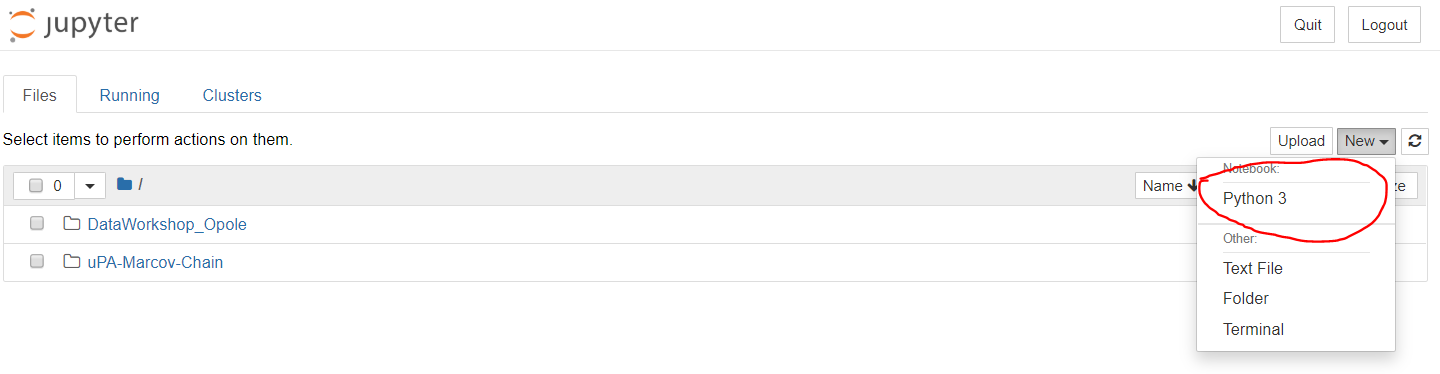 jupyter
Quit Logout
Files Running Clusters
Select items to perform actions on them.
Upload New
0 / Name ze
Notebook:
Python 3
DataWorkshop_Opole
uPA-Marcov-Chain
Other:
Text File
Folder
Terminal